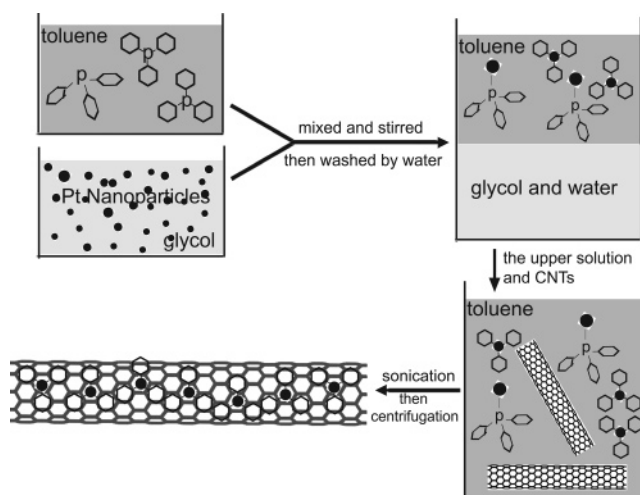 toluene
P
P
P
Pt Nanoparticles
glycol
mixed and stirred
then washed by water
toluene
P
P
glycol and water
the upper solution
and CNTs
toluene
P
P
sonication
then
centrifugation